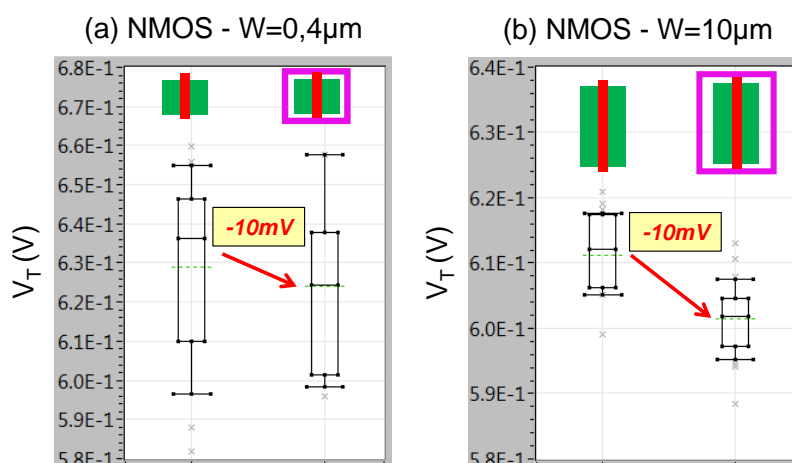 (a) NMOS - W=0,4µm
(b) NMOS - W=10µm
V_T (V)
6.8E-1
6.7E-1
6.6E-1
6.5E-1
6.4E-1
6.3E-1
6.2E-1
6.1E-1
6.0E-1
5.9E-1
5.8E-1
-10mV
V_T (V)
6.4E-1
6.3E-1
6.2E-1
6.1E-1
6.0E-1
5.9E-1
5.8E-1
-10mV